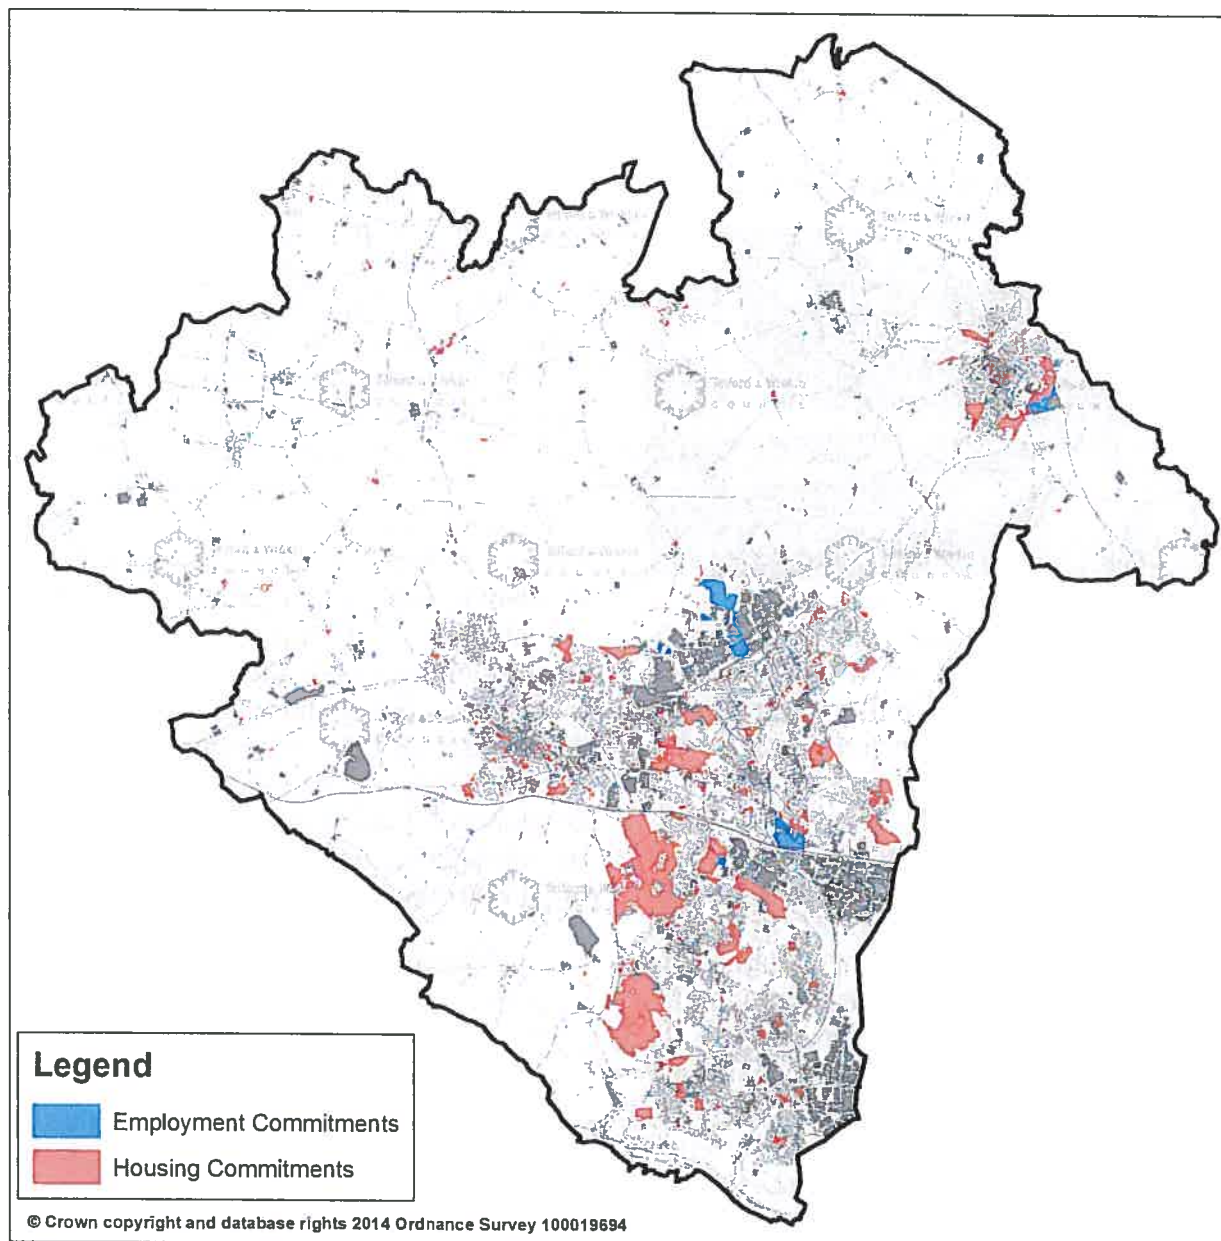 Legend
Employment Commitments
Housing Commitments
© Crown copyright and database rights 2014 Ordnance Survey 100019694